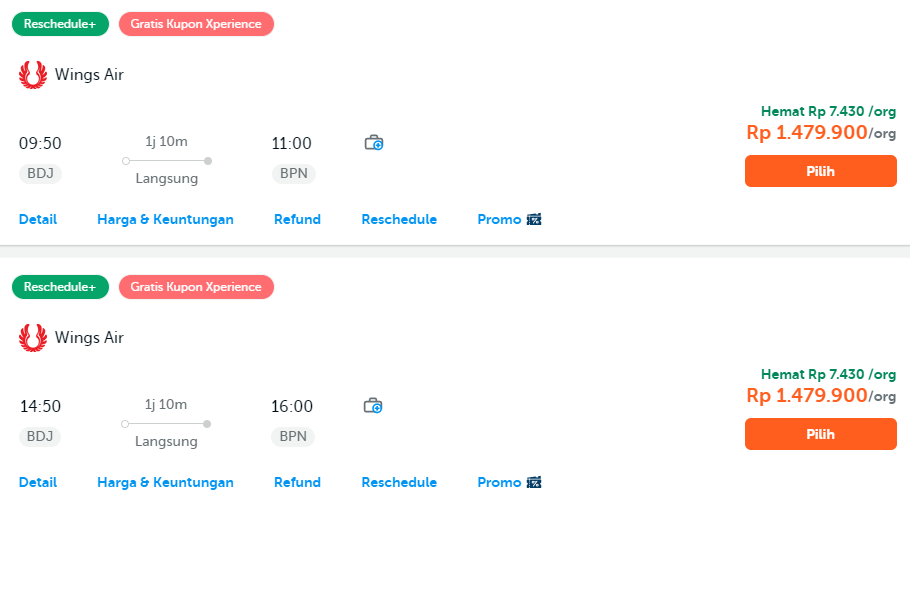 Reschedule+ Gratis Kupon Xperience
Wings Air
Hemat Rp 7.430 /org
Rp 1.479.900/org
09:50 1j 10m 11:00
BDJ Langsung BPN
Pilih
Detail Harga & Keuntungan Refund Reschedule Promo
Reschedule+ Gratis Kupon Xperience
Wings Air
Hemat Rp 7.430 /org
Rp 1.479.900/org
14:50 1j 10m 16:00
BDJ Langsung BPN
Pilih
Detail Harga & Keuntungan Refund Reschedule Promo